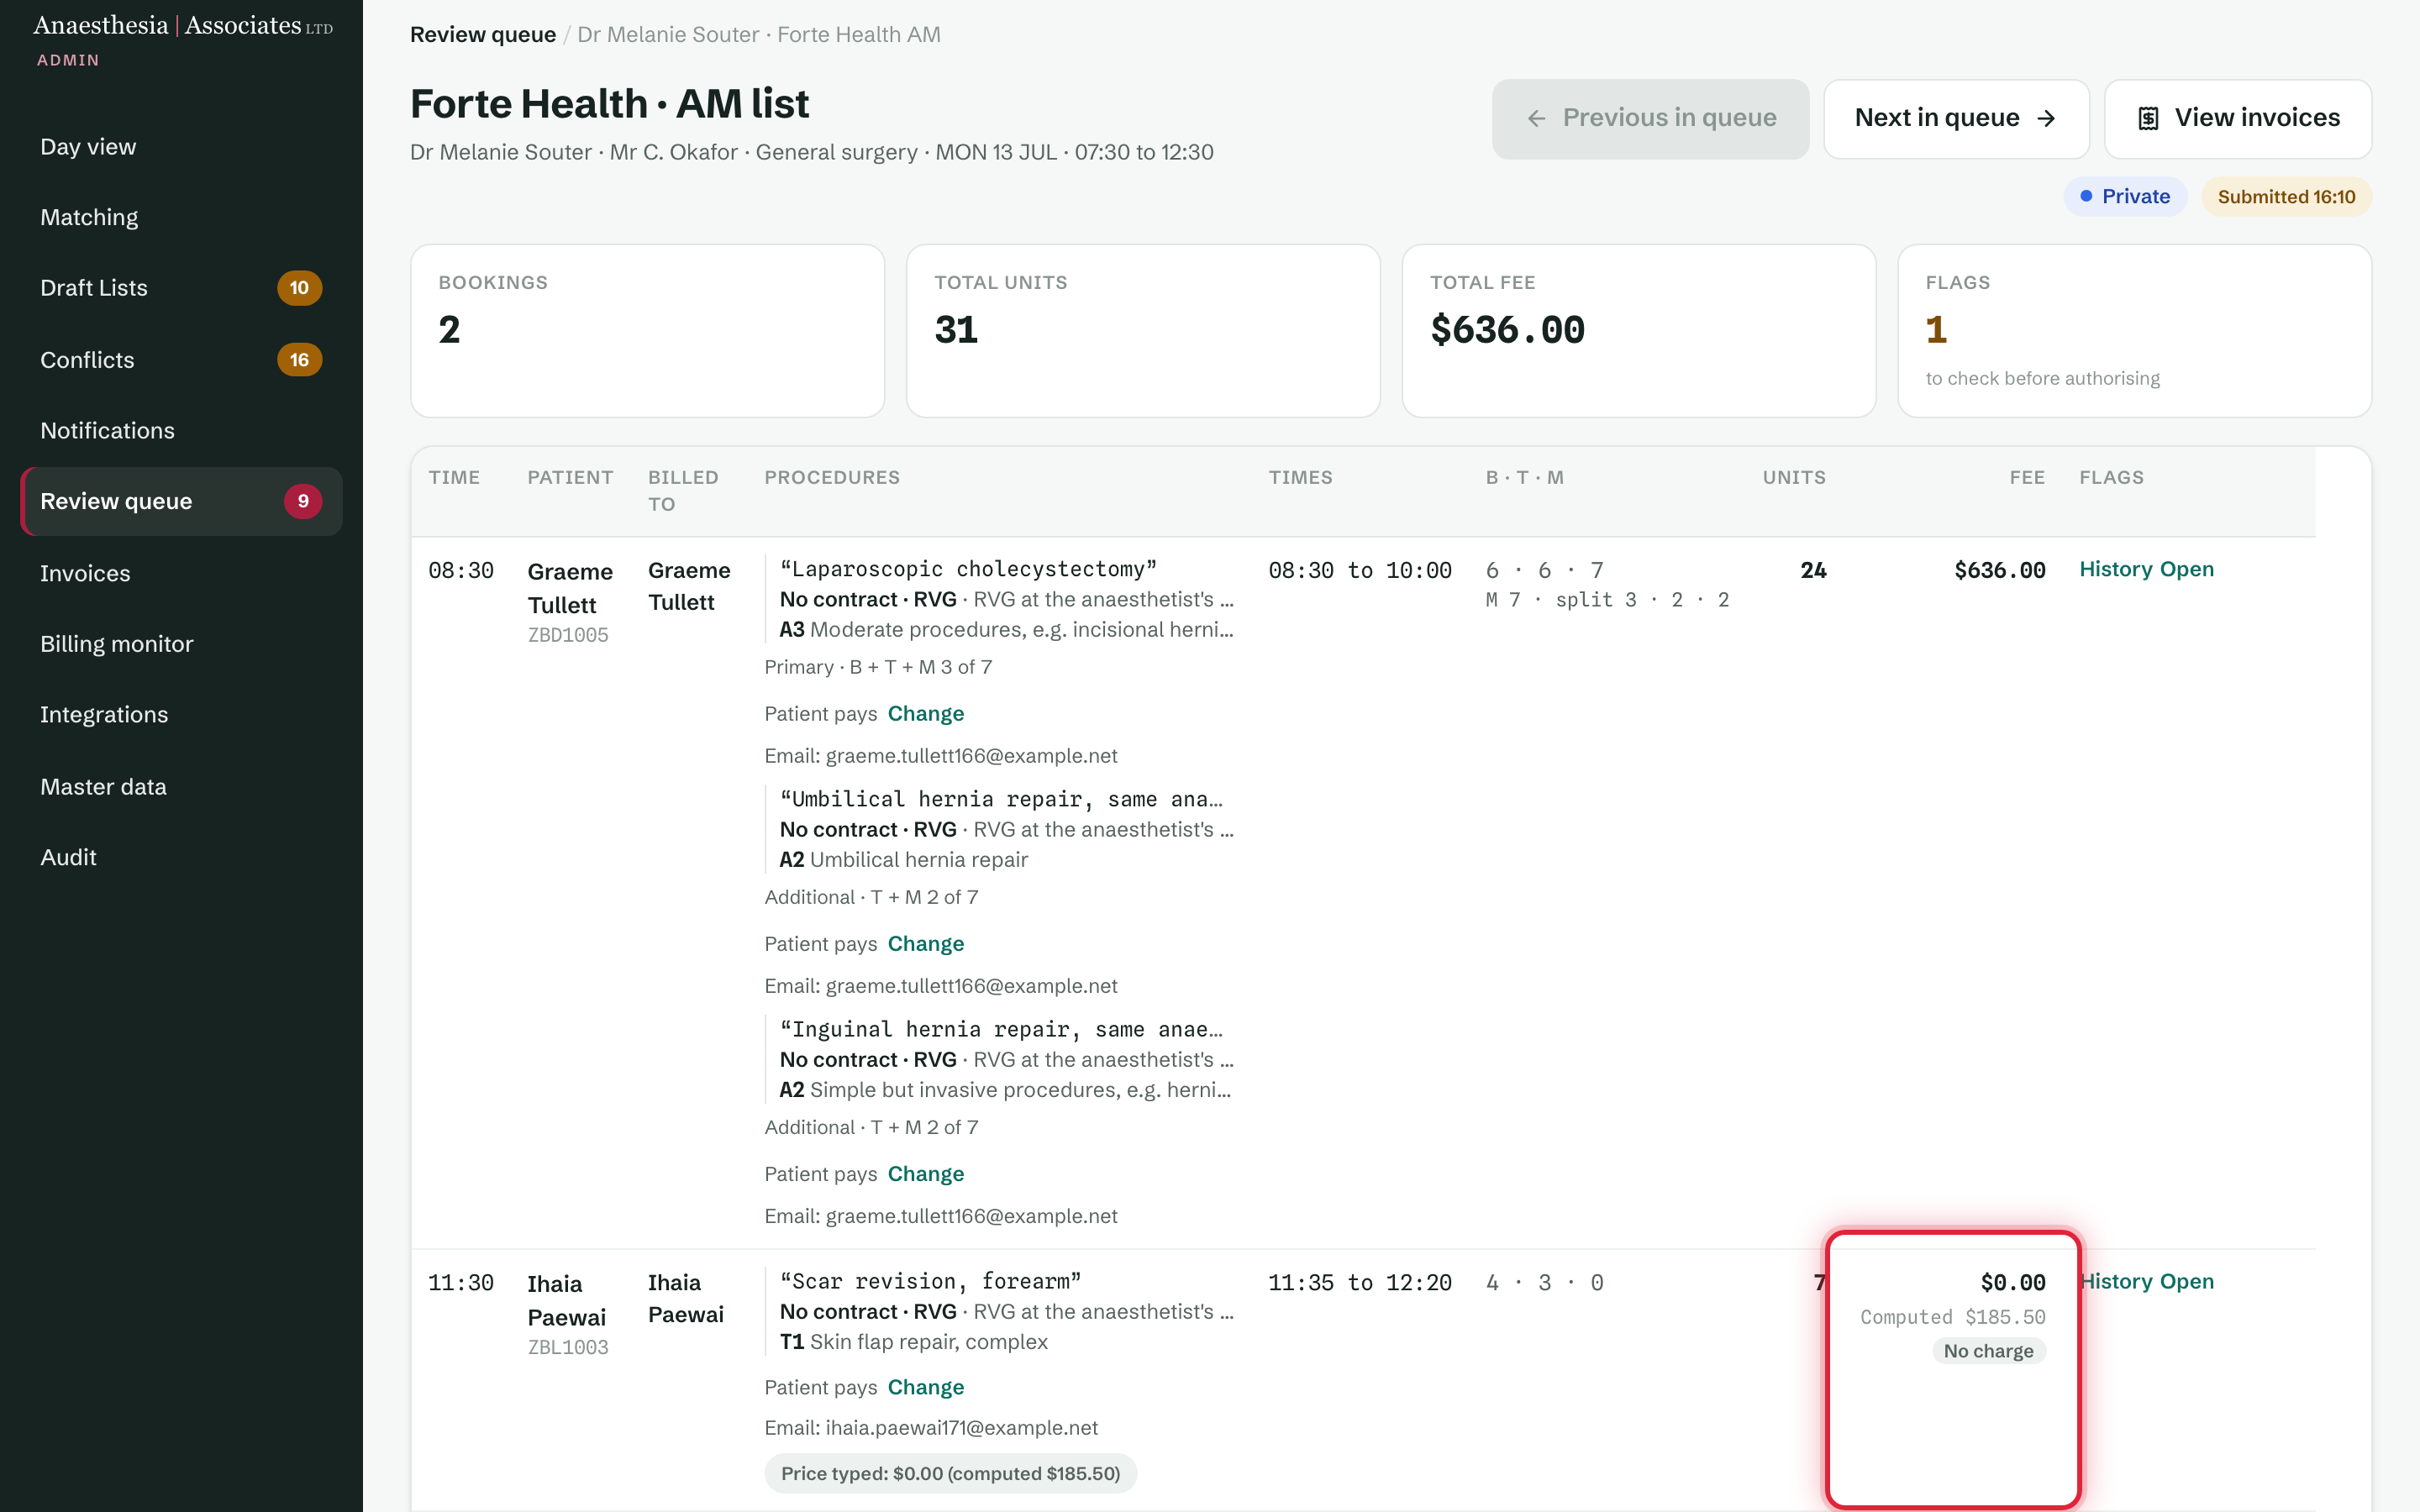 Anaesthesia | Associates LTD
ADMIN
Day view
Matching
Draft Lists 10
Conflicts 16
Notifications
Review queue 9
Invoices
Billing monitor
Integrations
Master data
Audit
Review queue / Dr Melanie Souter · Forte Health AM
Forte Health · AM list
Dr Melanie Souter · Mr C. Okafor · General surgery · MON 13 JUL · 07:30 to 12:30
← Previous in queue
Next in queue →
View invoices
Private
Submitted 16:10
BOOKINGS
2
TOTAL UNITS
31
TOTAL FEE
$636.00
FLAGS
1
to check before authorising
TIME PATIENT BILLED TO PROCEDURES TIMES B · T · M UNITS FEE FLAGS
08:30
Graeme
Tullett
ZBD1005
Graeme
Tullett
“Laparoscopic cholecystectomy”
No contract · RVG · RVG at the anaesthetist's ...
A3 Moderate procedures, e.g. incisional herni...
Primary · B + T + M 3 of 7
Patient pays Change
Email: graeme.tullett166@example.net
“Umbilical hernia repair, same ana...
No contract · RVG · RVG at the anaesthetist's ...
A2 Umbilical hernia repair
Additional · T + M 2 of 7
Patient pays Change
Email: graeme.tullett166@example.net
“Inguinal hernia repair, same anae...
No contract · RVG · RVG at the anaesthetist's ...
A2 Simple but invasive procedures, e.g. herni...
Additional · T + M 2 of 7
Patient pays Change
Email: graeme.tullett166@example.net
08:30 to 10:00
6 · 6 · 7
M 7 · split 3 · 2 · 2
24
$636.00
History Open
11:30
Ihaia
Paewai
ZBL1003
Ihaia
Paewai
“Scar revision, forearm”
No contract · RVG · RVG at the anaesthetist's ...
T1 Skin flap repair, complex
Patient pays Change
Email: ihaia.paewai171@example.net
Price typed: $0.00 (computed $185.50)
11:35 to 12:20
4 · 3 · 0
7
$0.00
Computed $185.50
No charge
History Open